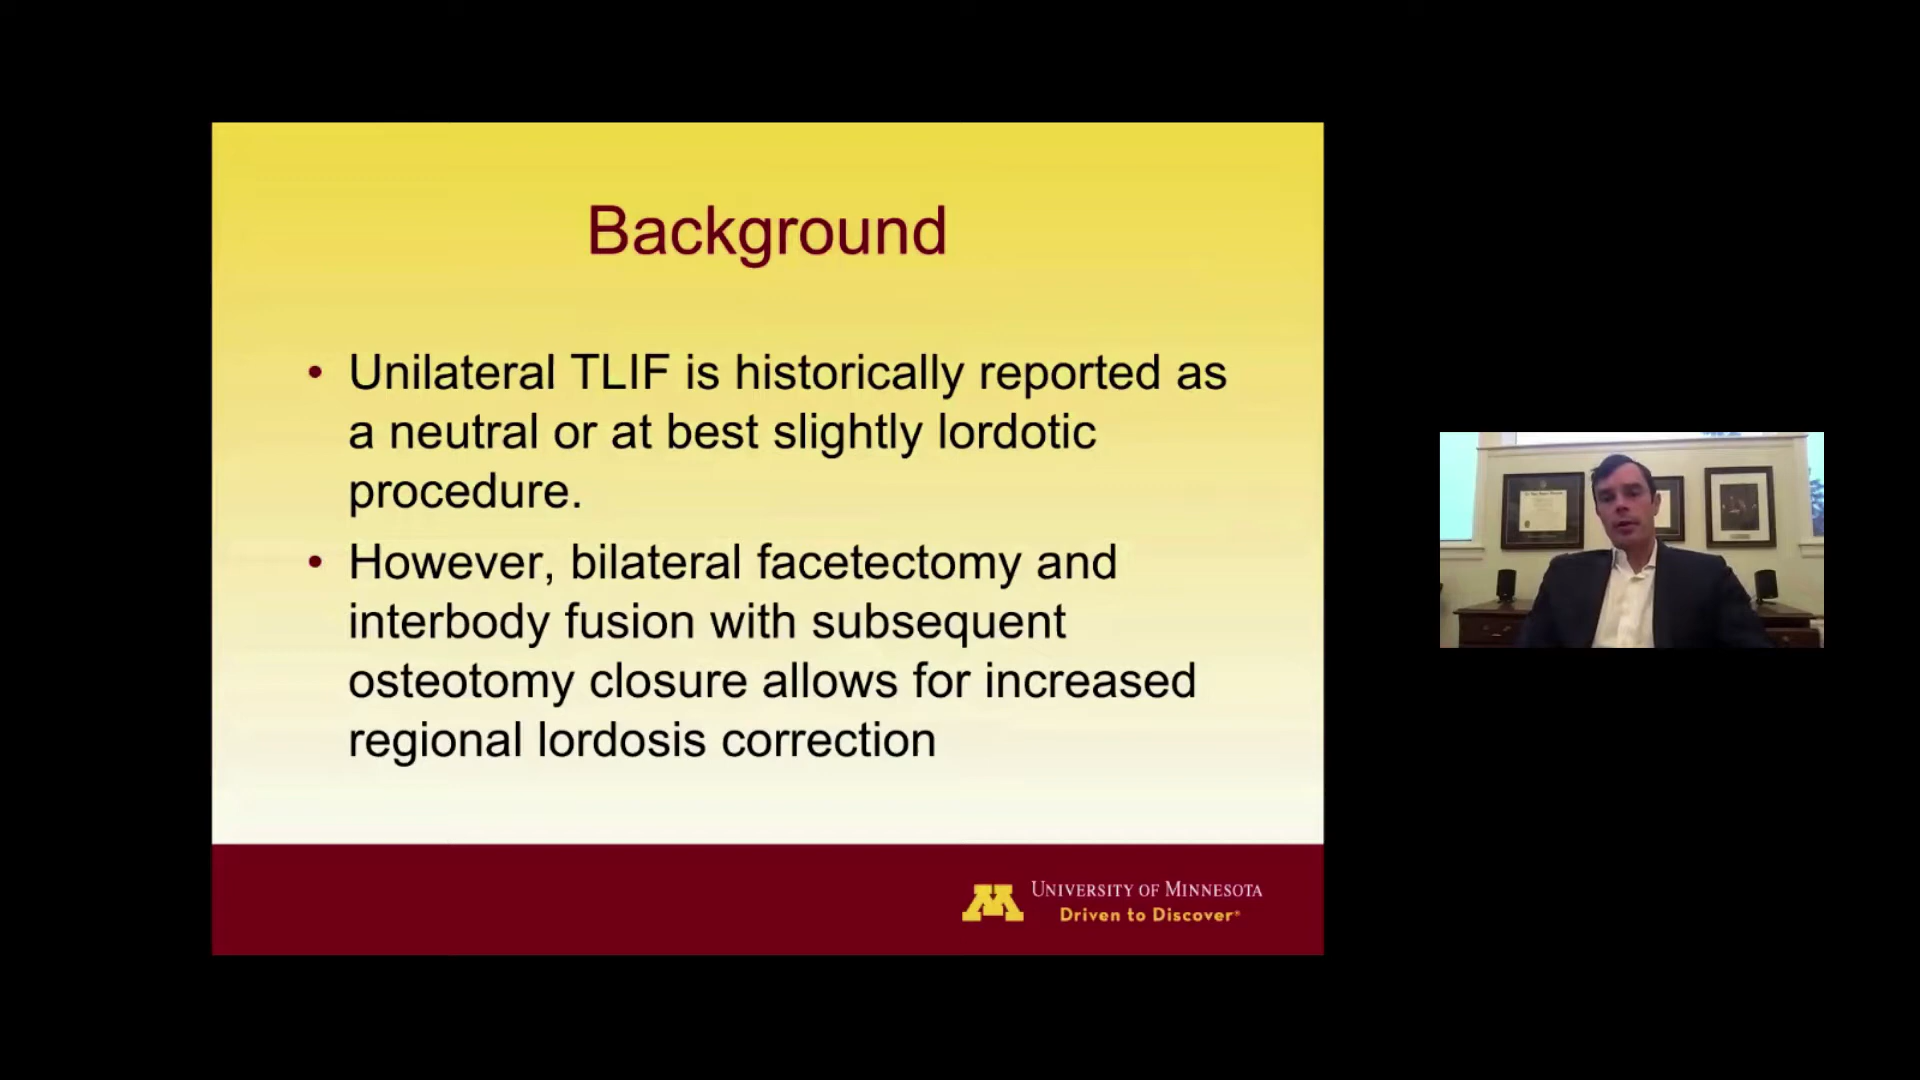 Background
• Unilateral TLIF is historically reported as
a neutral or at best slightly lordotic
procedure.
• However, bilateral facetectomy and
interbody fusion with subsequent
osteotomy closure allows for increased
regional lordosis correction
UNIVERSITY OF MINNESOTA
Driven to Discover®